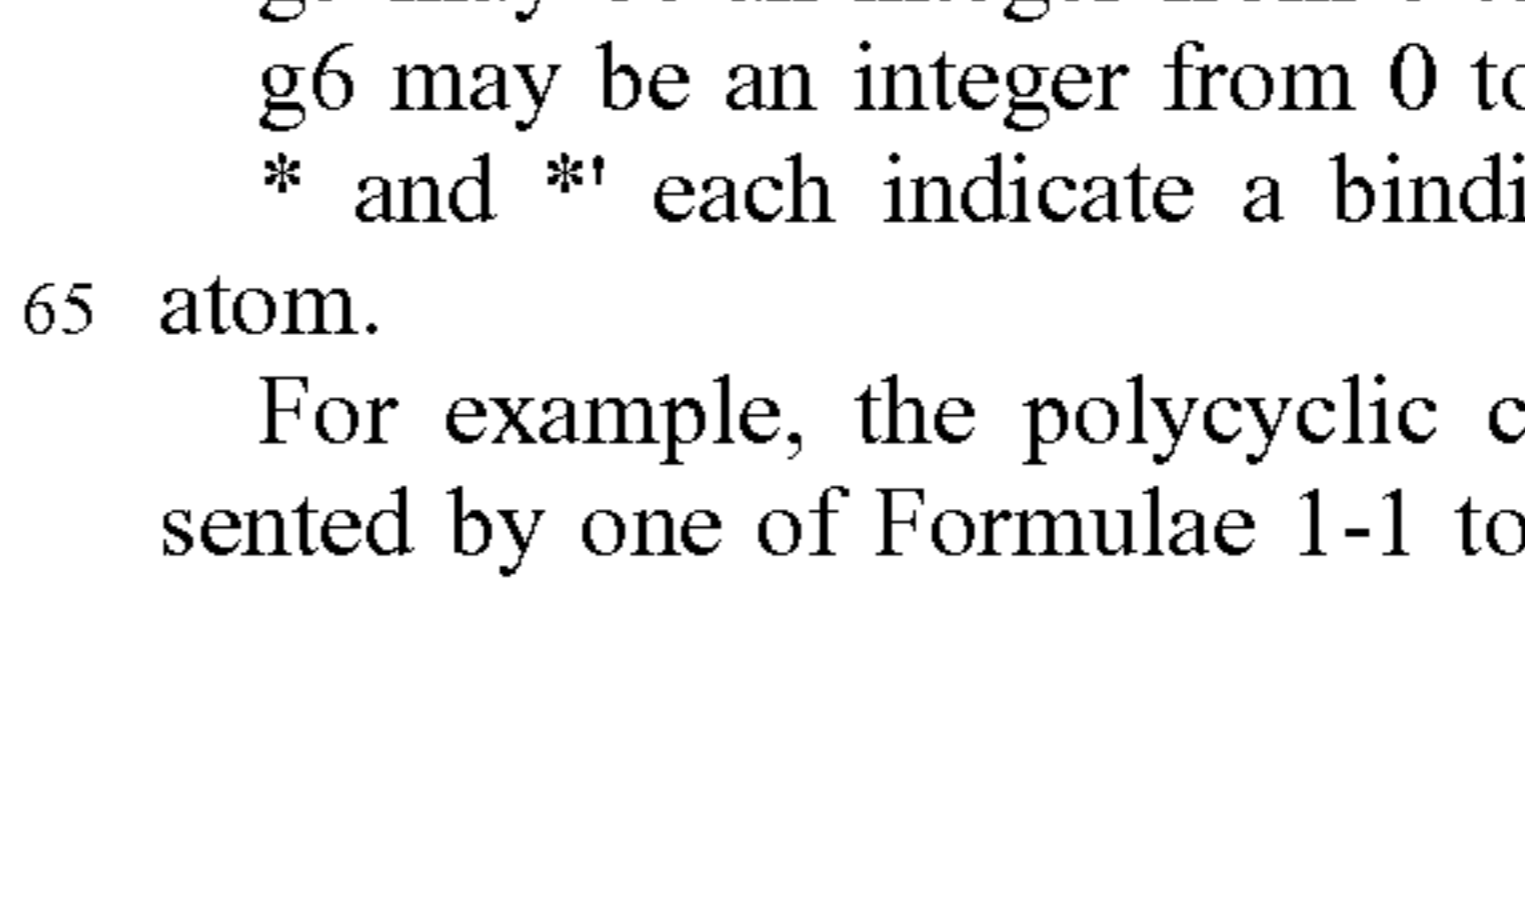 g6 may be an integer from 0 to
* and *' each indicate a bindi
65 atom.
For example, the polycyclic c
sented by one of Formulae 1-1 to